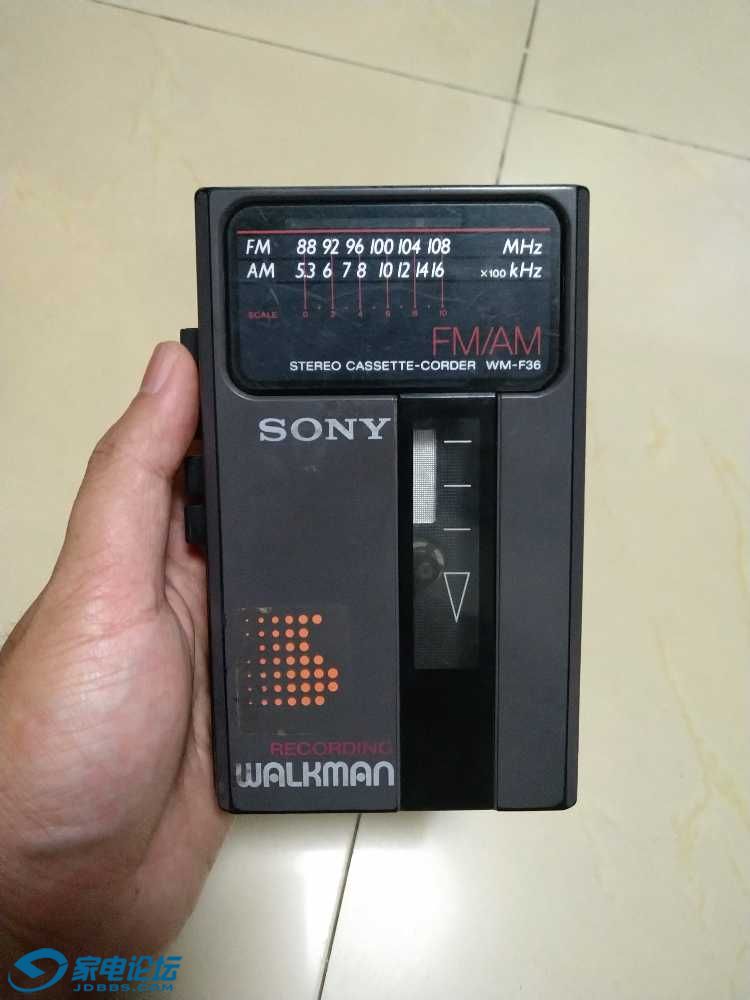 FM 88 92 96 100 104 108 MHz
AM 5.3 6 7 8 10 12 14 16 ×100 kHz
SCALE 0 2 4 6 8 10
FM/AM
STEREO CASSETTE-CORDER WM-F36
SONY
RECORDING
WALKMAN
家电论坛
JDBBS.COM